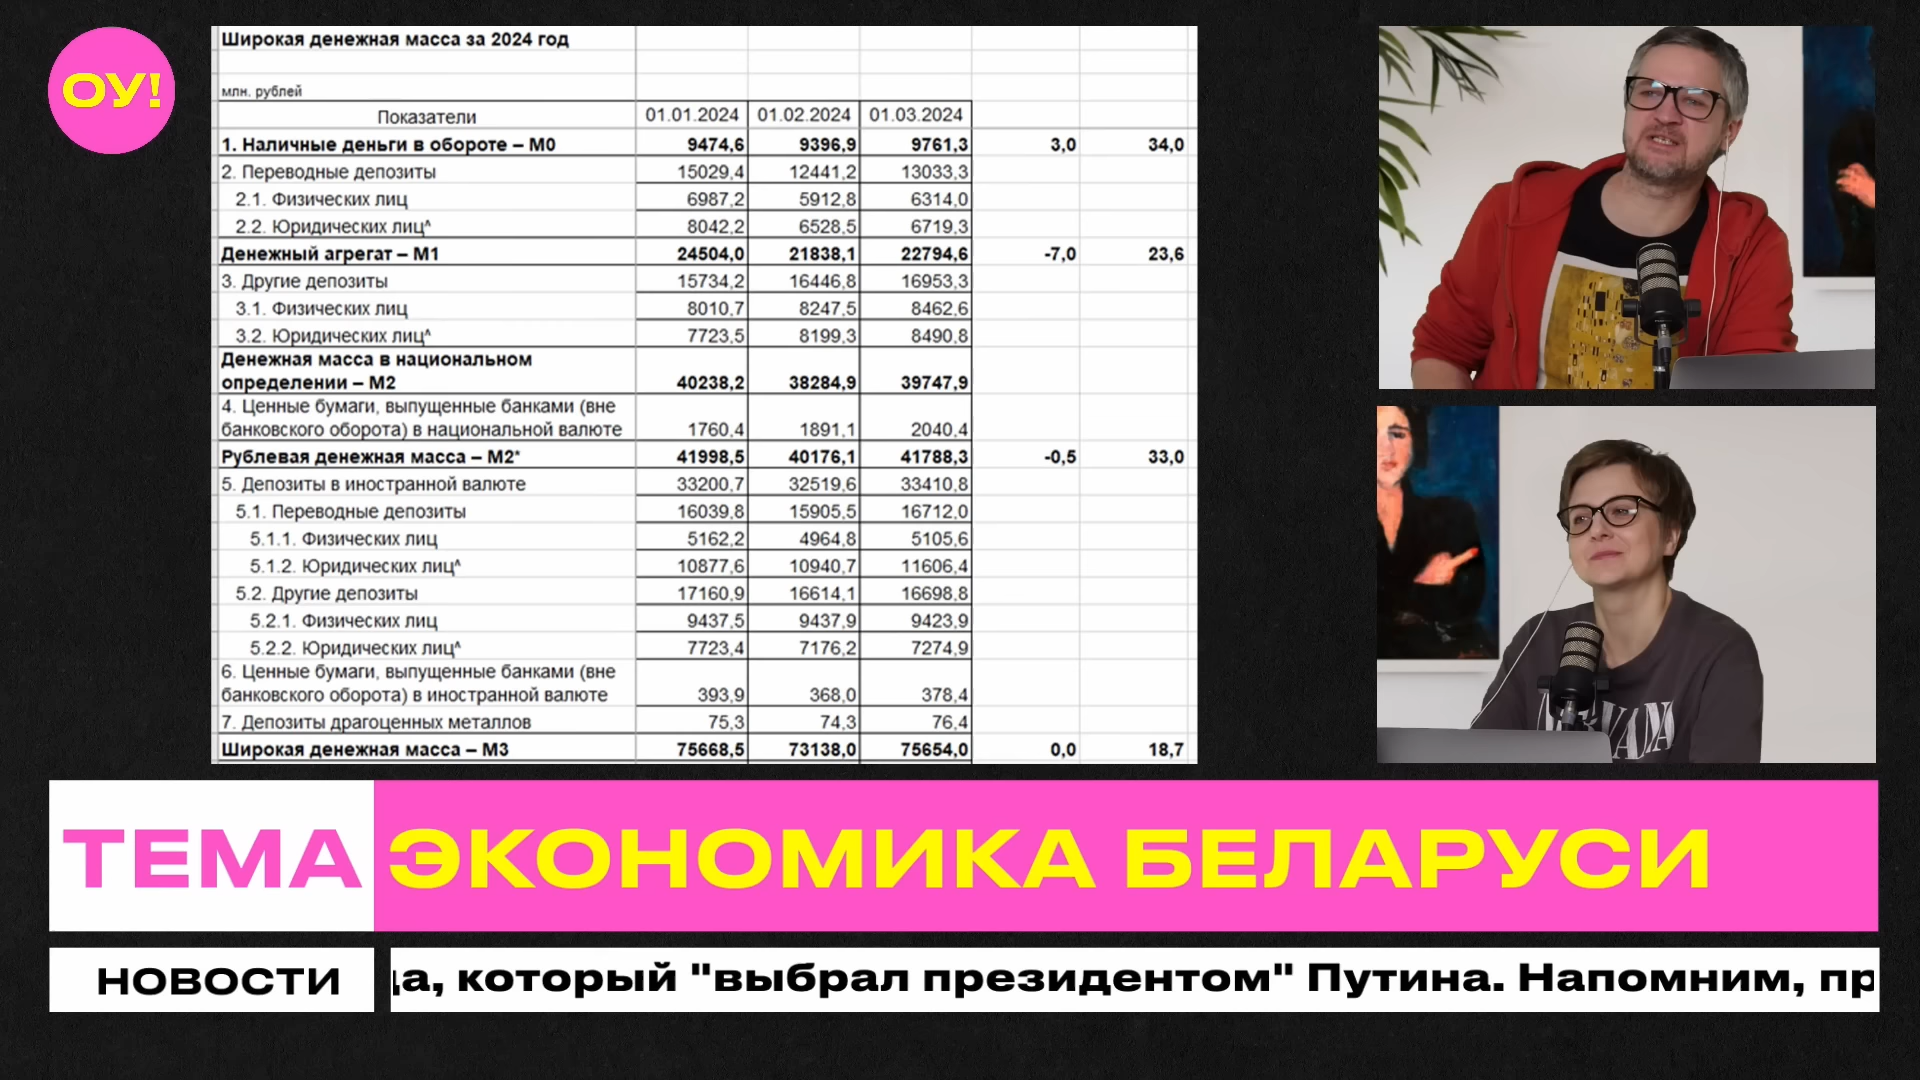 ОУ!
Широкая денежная масса за 2024 год
млн. рублей
Показатели 01.01.2024 01.02.2024 01.03.2024
1. Наличные деньги в обороте – М0 9474,6 9396,9 9761,3 3,0 34,0
2. Переводные депозиты 15029,4 12441,2 13033,3
2.1. Физических лиц 6987,2 5912,8 6314,0
2.2. Юридических лиц^ 8042,2 6528,5 6719,3
Денежный агрегат – М1 24504,0 21838,1 22794,6 -7,0 23,6
3. Другие депозиты 15734,2 16446,8 16953,3
3.1. Физических лиц 8010,7 8247,5 8462,6
3.2. Юридических лиц^ 7723,5 8199,3 8490,8
Денежная масса в национальном
определении – М2 40238,2 38284,9 39747,9
4. Ценные бумаги, выпущенные банками (вне
банковского оборота) в национальной валюте 1760,4 1891,1 2040,4
Рублевая денежная масса – М2* 41998,5 40176,1 41788,3 -0,5 33,0
5. Депозиты в иностранной валюте 33200,7 32519,6 33410,8
5.1. Переводные депозиты 16039,8 15905,5 16712,0
5.1.1. Физических лиц 5162,2 4964,8 5105,6
5.1.2. Юридических лиц^ 10877,6 10940,7 11606,4
5.2. Другие депозиты 17160,9 16614,1 16698,8
5.2.1. Физических лиц 9437,5 9437,9 9423,9
5.2.2. Юридических лиц^ 7723,4 7176,2 7274,9
6. Ценные бумаги, выпущенные банками (вне
банковского оборота) в иностранной валюте 393,9 368,0 378,4
7. Депозиты драгоценных металлов 75,3 74,3 76,4
Широкая денежная масса – М3 75668,5 73138,0 75654,0 0,0 18,7
ТЕМА ЭКОНОМИКА БЕЛАРУСИ
НОВОСТИ который "выбрал президентом" Путина. Напомним,